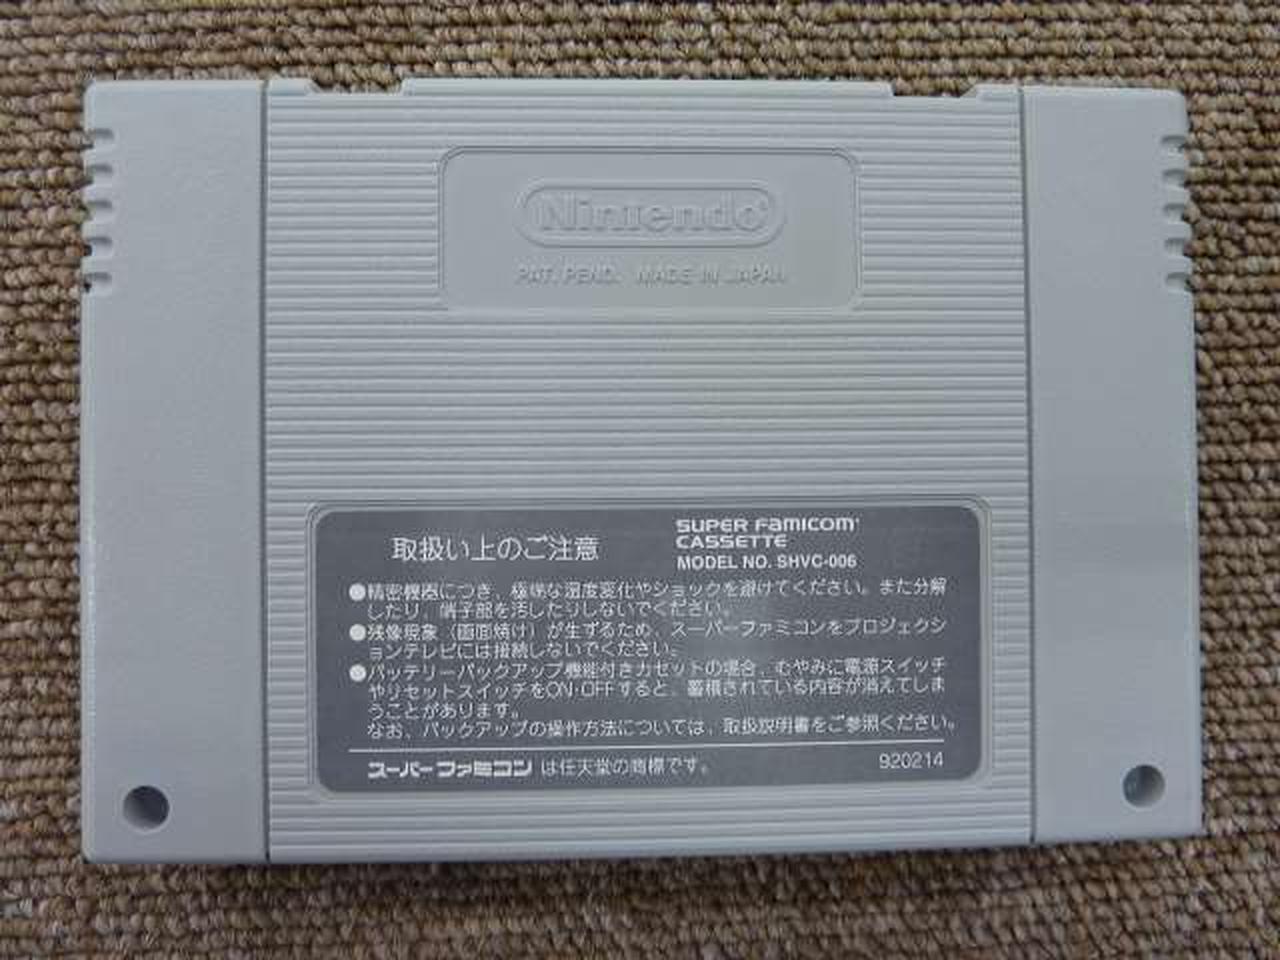 Nintendo
PAT. PEND. MADE IN JAPAN
取扱い上のご注意
SUPER FAMICOM
CASSETTE
MODEL NO. SHVC-006
●精密機器につき、極端な温度変化やショックを避けてください。また分解
したり、端子部を汚したりしないでください。
●残像現象（画面焼け）が生ずるため、スーパーファミコンをプロジェクシ
ョンテレビには接続しないでください。
●バッテリーバックアップ機能付きカセットの場合、むやみに電源スイッチ
やリセットスイッチをON・OFFすると、蓄積されている内容が消えてしま
うことがあります。
なお、バックアップの操作方法については、取扱説明書をご参照ください。
スーパーファミコンは任天堂の商標です。
920214